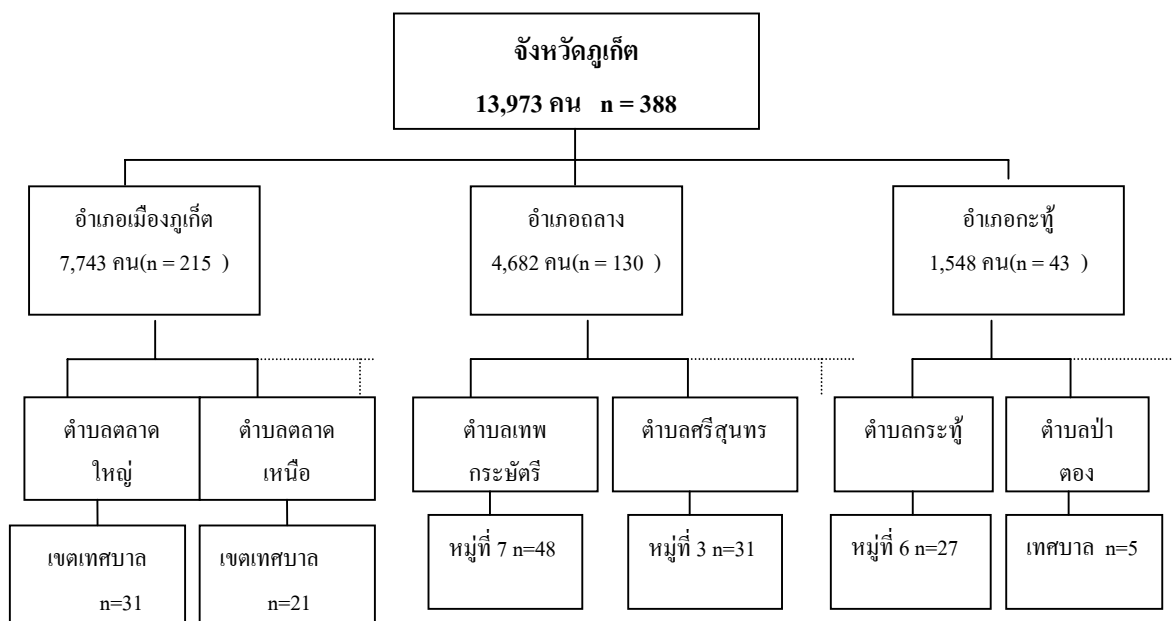 จังหวัดภูเก็ต
13,973 คน n = 388
อำเภอเมืองภูเก็ต
7,743 คน(n = 215 )
อำเภอถลาง
4,682 คน(n = 130 )
อำเภอกะทู้
1,548 คน(n = 43 )
ตำบลตลาด
ใหญ่
ตำบลตลาด
เหนือ
ตำบลเทพ
กระษัตรี
ตำบลศรีสุนทร
ตำบลกระทู้
ตำบลป่า
ตอง
เขตเทศบาล
n=31
เขตเทศบาล
n=21
หมู่ที่ 7 n=48
หมู่ที่ 3 n=31
หมู่ที่ 6 n=27
เทศบาล n=5